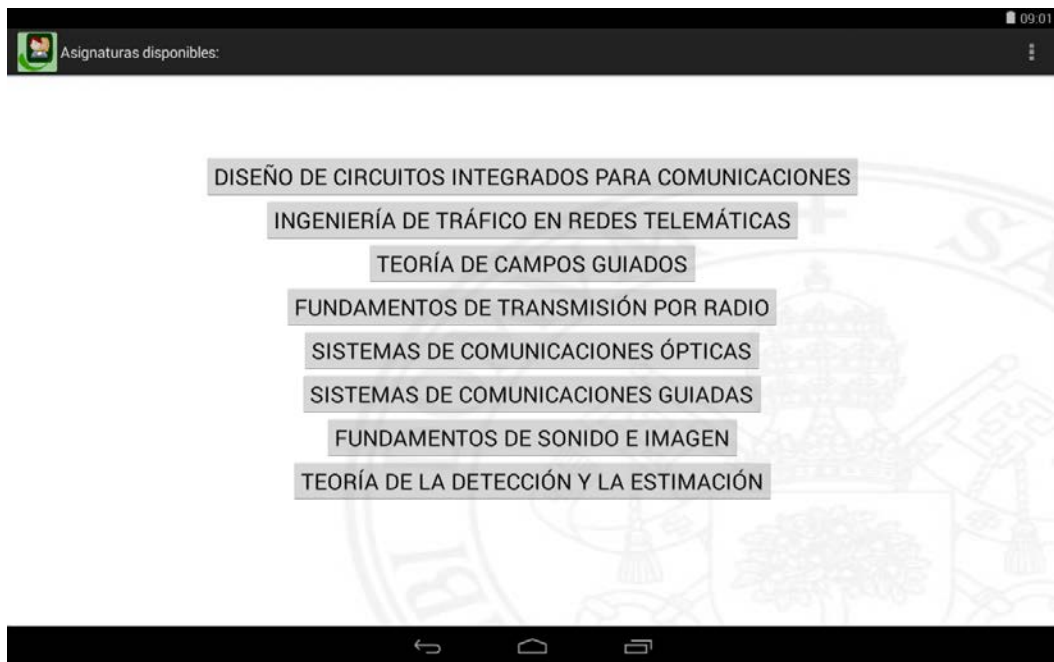 09:01
Asignaturas disponibles:
DISEÑO DE CIRCUITOS INTEGRADOS PARA COMUNICACIONES
INGENIERÍA DE TRÁFICO EN REDES TELEMÁTICAS
TEORÍA DE CAMPOS GUIADOS
FUNDAMENTOS DE TRANSMISIÓN POR RADIO
SISTEMAS DE COMUNICACIONES ÓPTICAS
SISTEMAS DE COMUNICACIONES GUIADAS
FUNDAMENTOS DE SONIDO E IMAGEN
TEORÍA DE LA DETECCIÓN Y LA ESTIMACIÓN